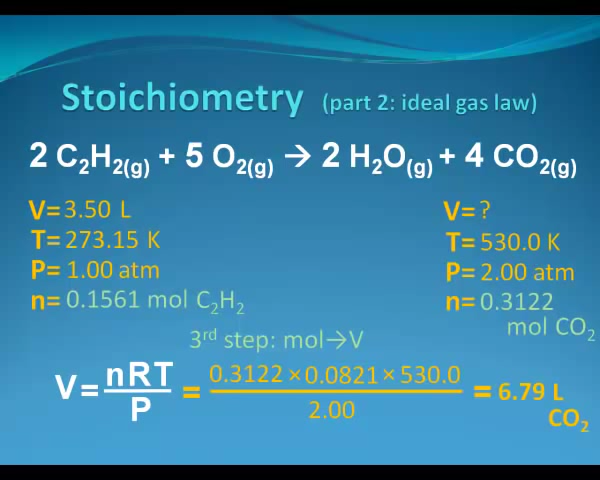 Stoichiometry (part 2: ideal gas law)
2 C₂H₂(g) + 5 O₂(g) → 2 H₂O(g) + 4 CO₂(g)
V= 3.50 L
T= 273.15 K
P= 1.00 atm
n= 0.1561 mol C₂H₂
V= ?
T= 530.0 K
P= 2.00 atm
n= 0.3122
mol CO₂
3rd step: mol→V
V = nRT / P = 0.3122 × 0.0821 × 530.0 / 2.00 = 6.79 L
CO₂